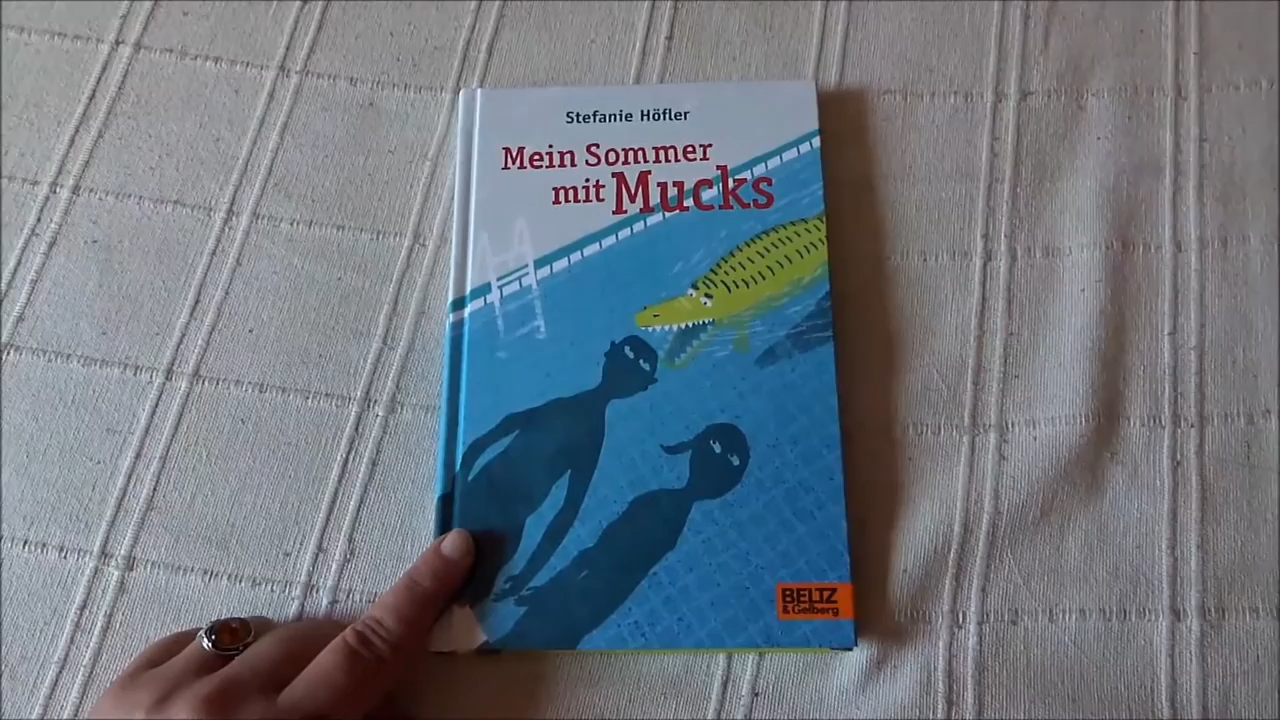 Stefanie Höfler
Mein Sommer
mit Mucks
BELTZ
& Gelberg